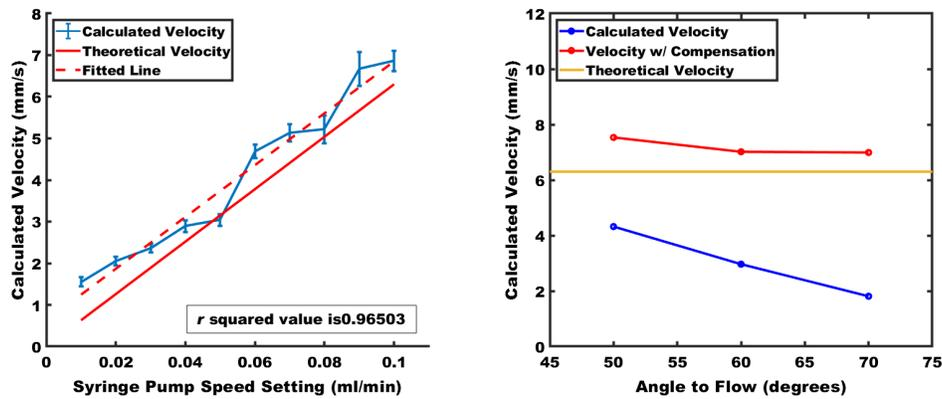 Calculated Velocity
Theoretical Velocity
Fitted Line
8
7
6
5
4
3
2
1
0
Calculated Velocity (mm/s)
r squared value is0.96503
0 0.02 0.04 0.06 0.08 0.1
Syringe Pump Speed Setting (ml/min)
Calculated Velocity
Velocity w/ Compensation
Theoretical Velocity
12
10
8
6
4
2
0
Calculated Velocity (mm/s)
45 50 55 60 65 70 75
Angle to Flow (degrees)